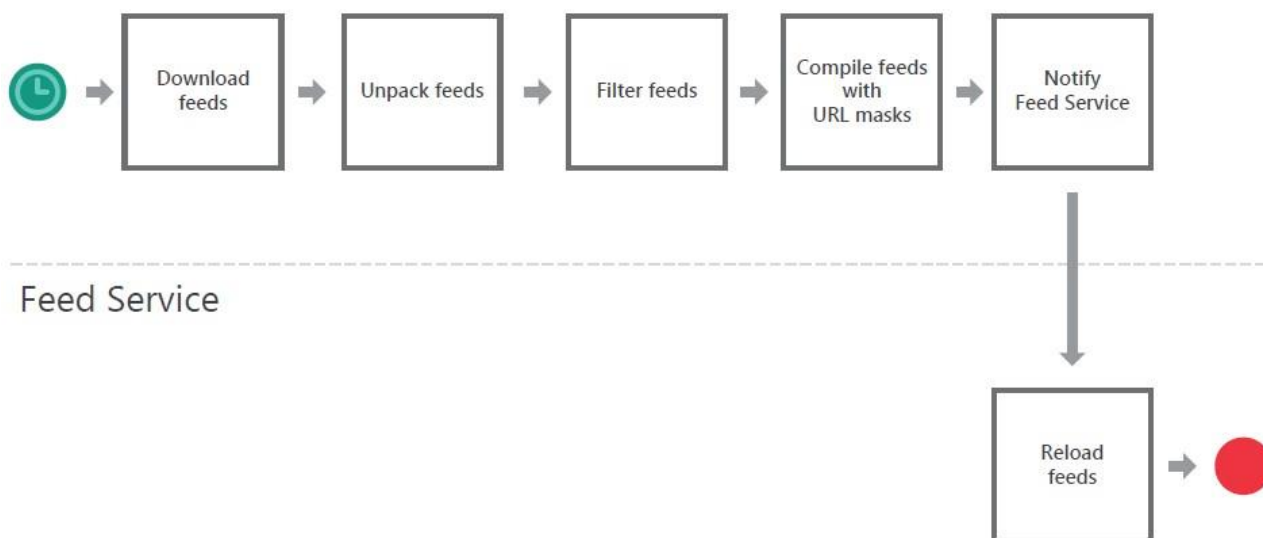 Download
feeds
Unpack feeds
Filter feeds
Compile feeds
with
URL masks
Notify
Feed Service
Feed Service
Reload
feeds